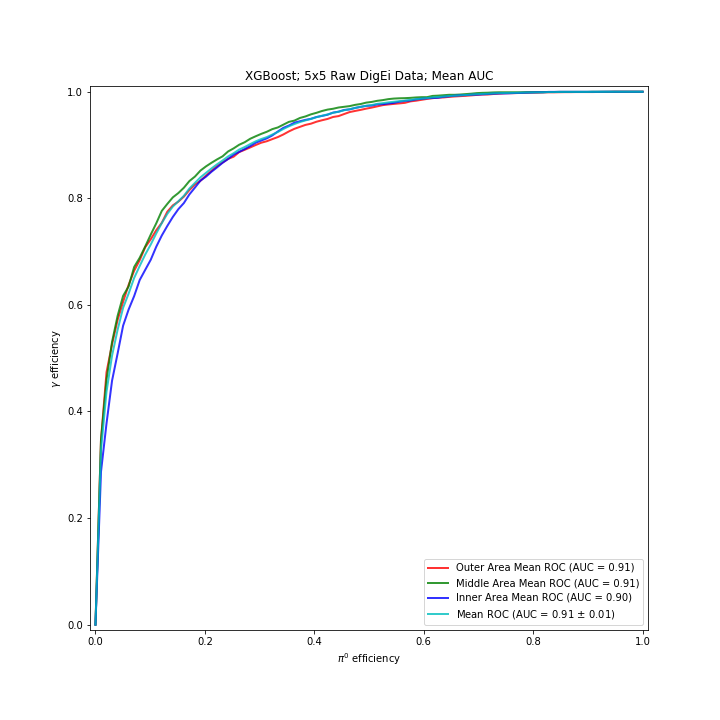 XGBoost; 5x5 Raw DigEi Data; Mean AUC
1.0
0.8
0.6
0.4
0.2
0.0
γ efficiency
0.0
0.2
0.4
0.6
0.8
1.0
π⁰ efficiency
Outer Area Mean ROC (AUC = 0.91)
Middle Area Mean ROC (AUC = 0.91)
Inner Area Mean ROC (AUC = 0.90)
Mean ROC (AUC = 0.91 ± 0.01)